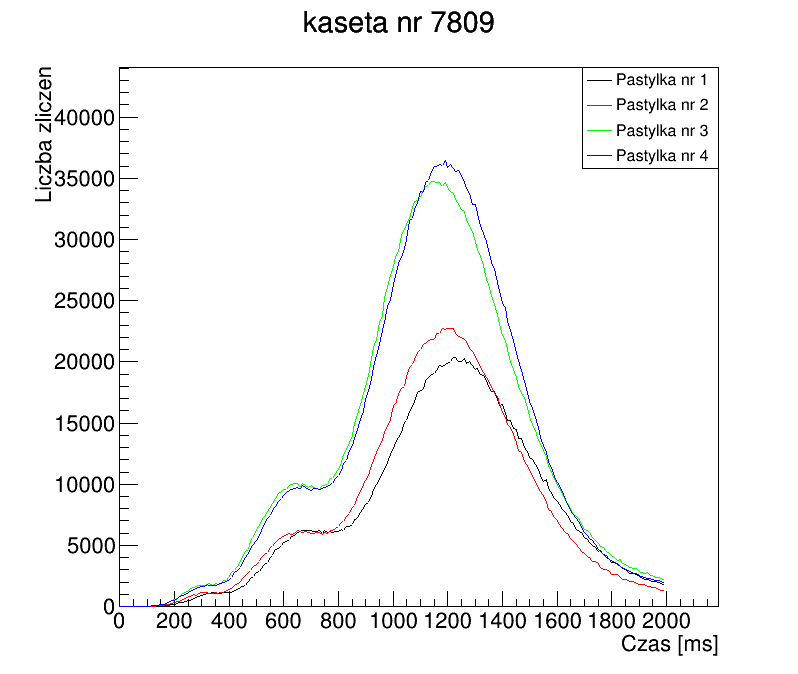 kaseta nr 7809
Liczba zliczen
Pastylka nr 1
Pastylka nr 2
Pastylka nr 3
Pastylka nr 4
40000
35000
30000
25000
20000
15000
10000
5000
0
0 200 400 600 800 1000 1200 1400 1600 1800 2000
Czas [ms]